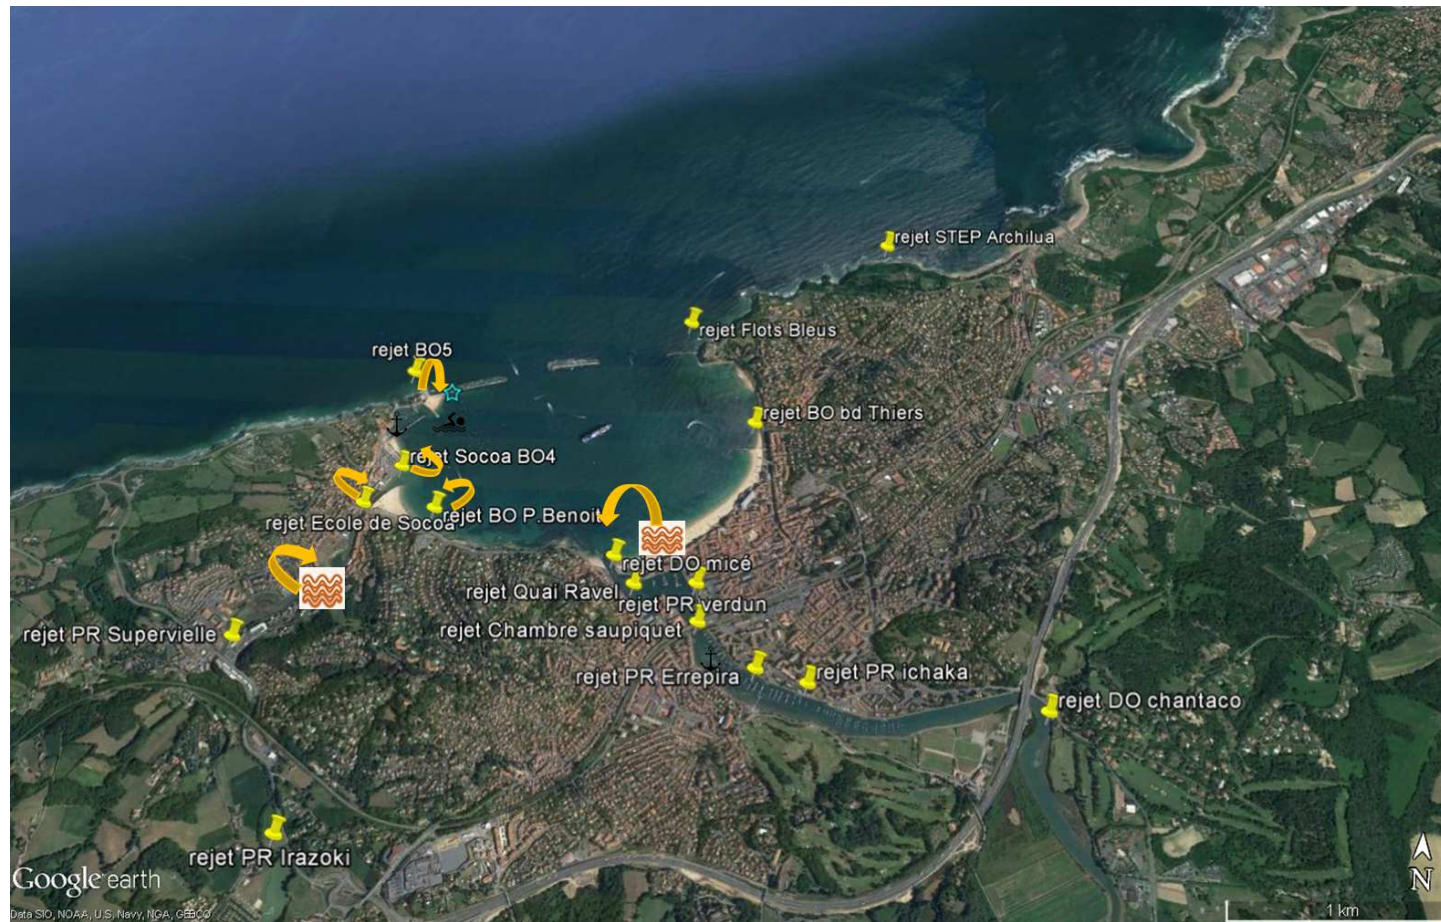 rejet STEP Archilua
rejet Flots Bleus
rejet BO5
rejet BO bd Thiers
rejet Socoa BO4
rejet BO P.Benoit
rejet Ecole de Socoa
rejet DO micé
rejet Quai Ravel
rejet PR verdun
rejet Chambre saupiquet
rejet PR Supervielle
rejet PR Errepira
rejet PR ichaka
rejet DO chantaco
rejet PR Irazoki
N
Google earth
Data SIO, NOAA, U.S. Navy, NGA, GEBCO
1 km